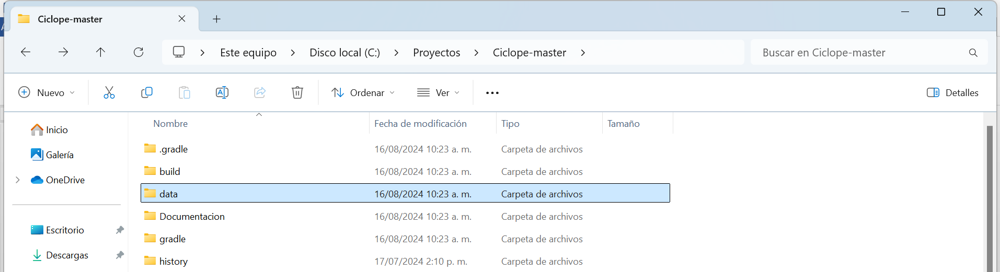 Ciclope-master
Este equipo > Disco local (C:) > Proyectos > Ciclope-master >
Buscar en Ciclope-master
Nuevo
Ordenar
Ver
Detalles
Nombre Fecha de modificación Tipo Tamaño
Inicio
Galería
OneDrive
Escritorio
Descargas
.gradle 16/08/2024 10:23 a. m. Carpeta de archivos
build 16/08/2024 10:23 a. m. Carpeta de archivos
data 16/08/2024 10:23 a. m. Carpeta de archivos
Documentacion 16/08/2024 10:23 a. m. Carpeta de archivos
gradle 16/08/2024 10:23 a. m. Carpeta de archivos
history 17/07/2024 2:10 p. m. Carpeta de archivos